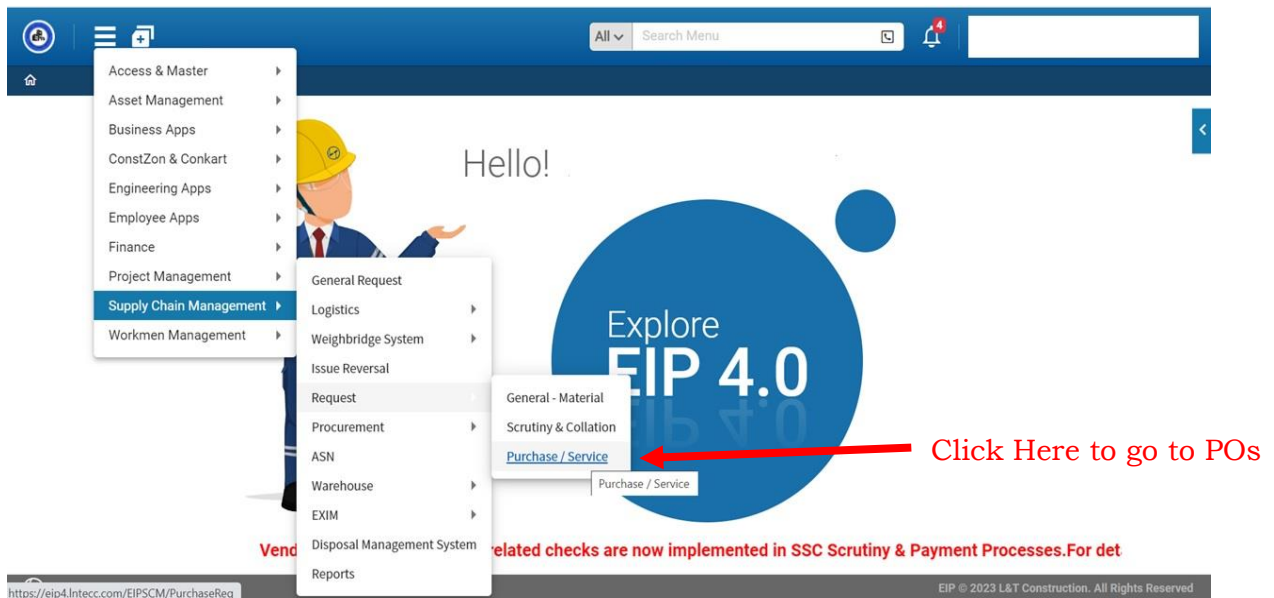 All
Search Menu
4
Access & Master
Asset Management
Business Apps
ConstZon & Conkart
Engineering Apps
Employee Apps
Finance
Project Management
Supply Chain Management
Workmen Management
Hello!
General Request
Logistics
Weighbridge System
Issue Reversal
Request
Procurement
ASN
Warehouse
EXIM
Disposal Management System
Reports
General - Material
Scrutiny & Collation
Purchase / Service
Purchase / Service
Explore
EIP 4.0
Click Here to go to POs
Vend
related checks are now implemented in SSC Scrutiny & Payment Processes.For det
https://eip4.lntecc.com/EIPSCM/PurchaseReq
EIP © 2023 L&T Construction. All Rights Reserved